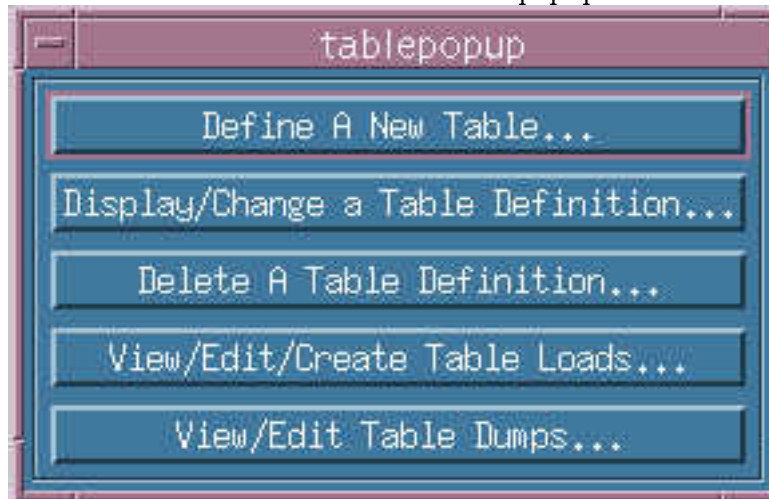 tablepopup
Define A New Table...
Display/Change a Table Definition...
Delete A Table Definition...
View/Edit/Create Table Loads...
View/Edit Table Dumps...